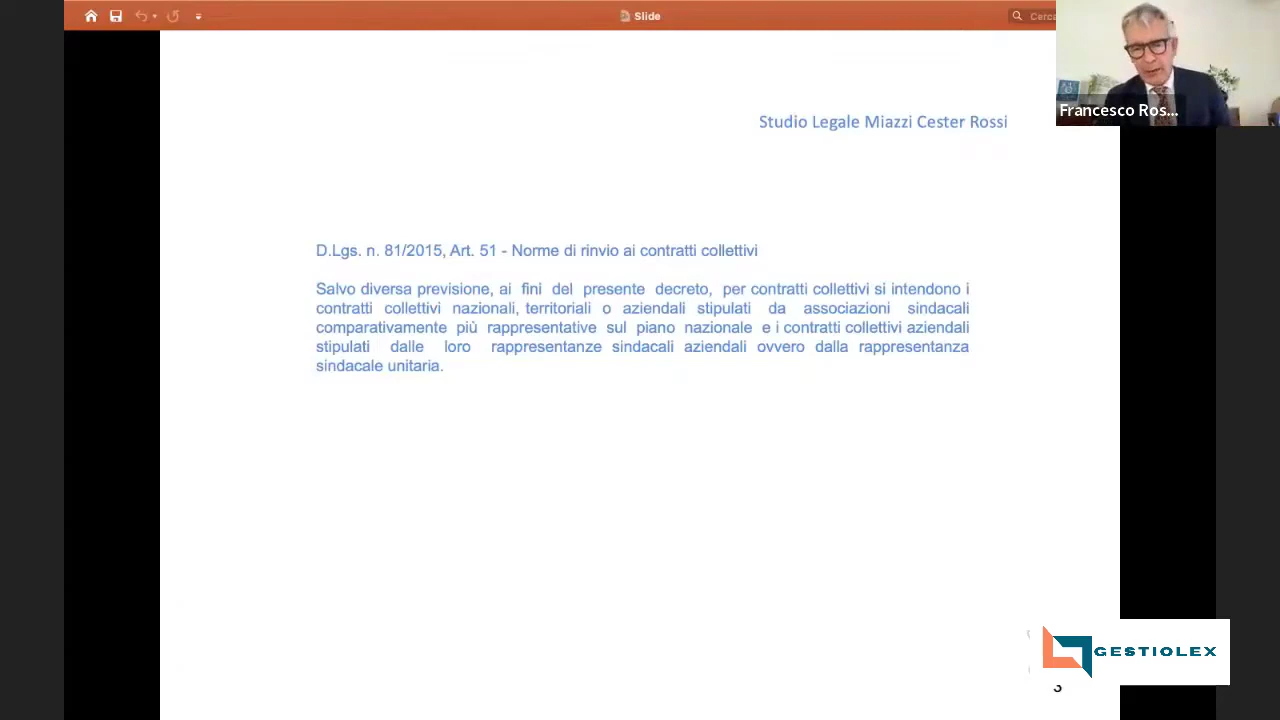 Slide
Cerca
Francesco Ros...
Studio Legale Miazzi Cester Rossi
D.Lgs. n. 81/2015, Art. 51 - Norme di rinvio ai contratti collettivi
Salvo diversa previsione, ai fini del presente decreto, per contratti collettivi si intendono i
contratti collettivi nazionali, territoriali o aziendali stipulati da associazioni sindacali
comparativamente più rappresentative sul piano nazionale e i contratti collettivi aziendali
stipulati dalle loro rappresentanze sindacali aziendali ovvero dalla rappresentanza
sindacale unitaria.
GESTIOLEX
3